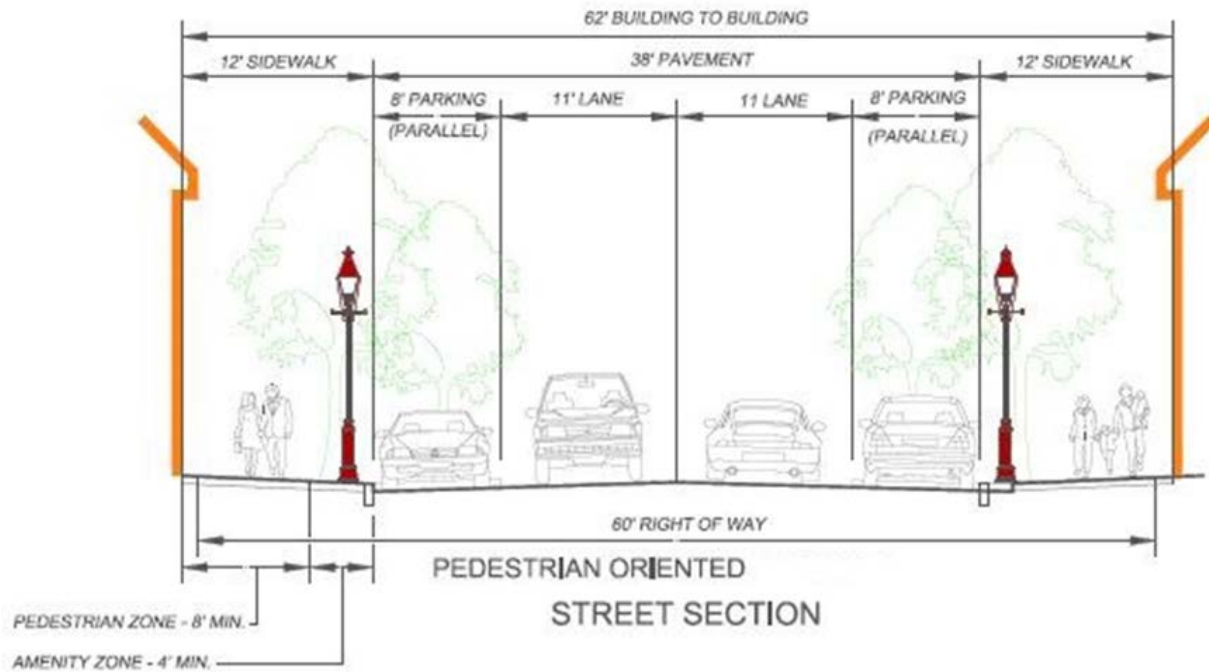 62' BUILDING TO BUILDING
12' SIDEWALK
38' PAVEMENT
12' SIDEWALK
8' PARKING
(PARALLEL)
11' LANE
11 LANE
8' PARKING
(PARALLEL)
60' RIGHT OF WAY
PEDESTRIAN ORIENTED
STREET SECTION
PEDESTRIAN ZONE - 8' MIN.
AMENITY ZONE - 4' MIN.